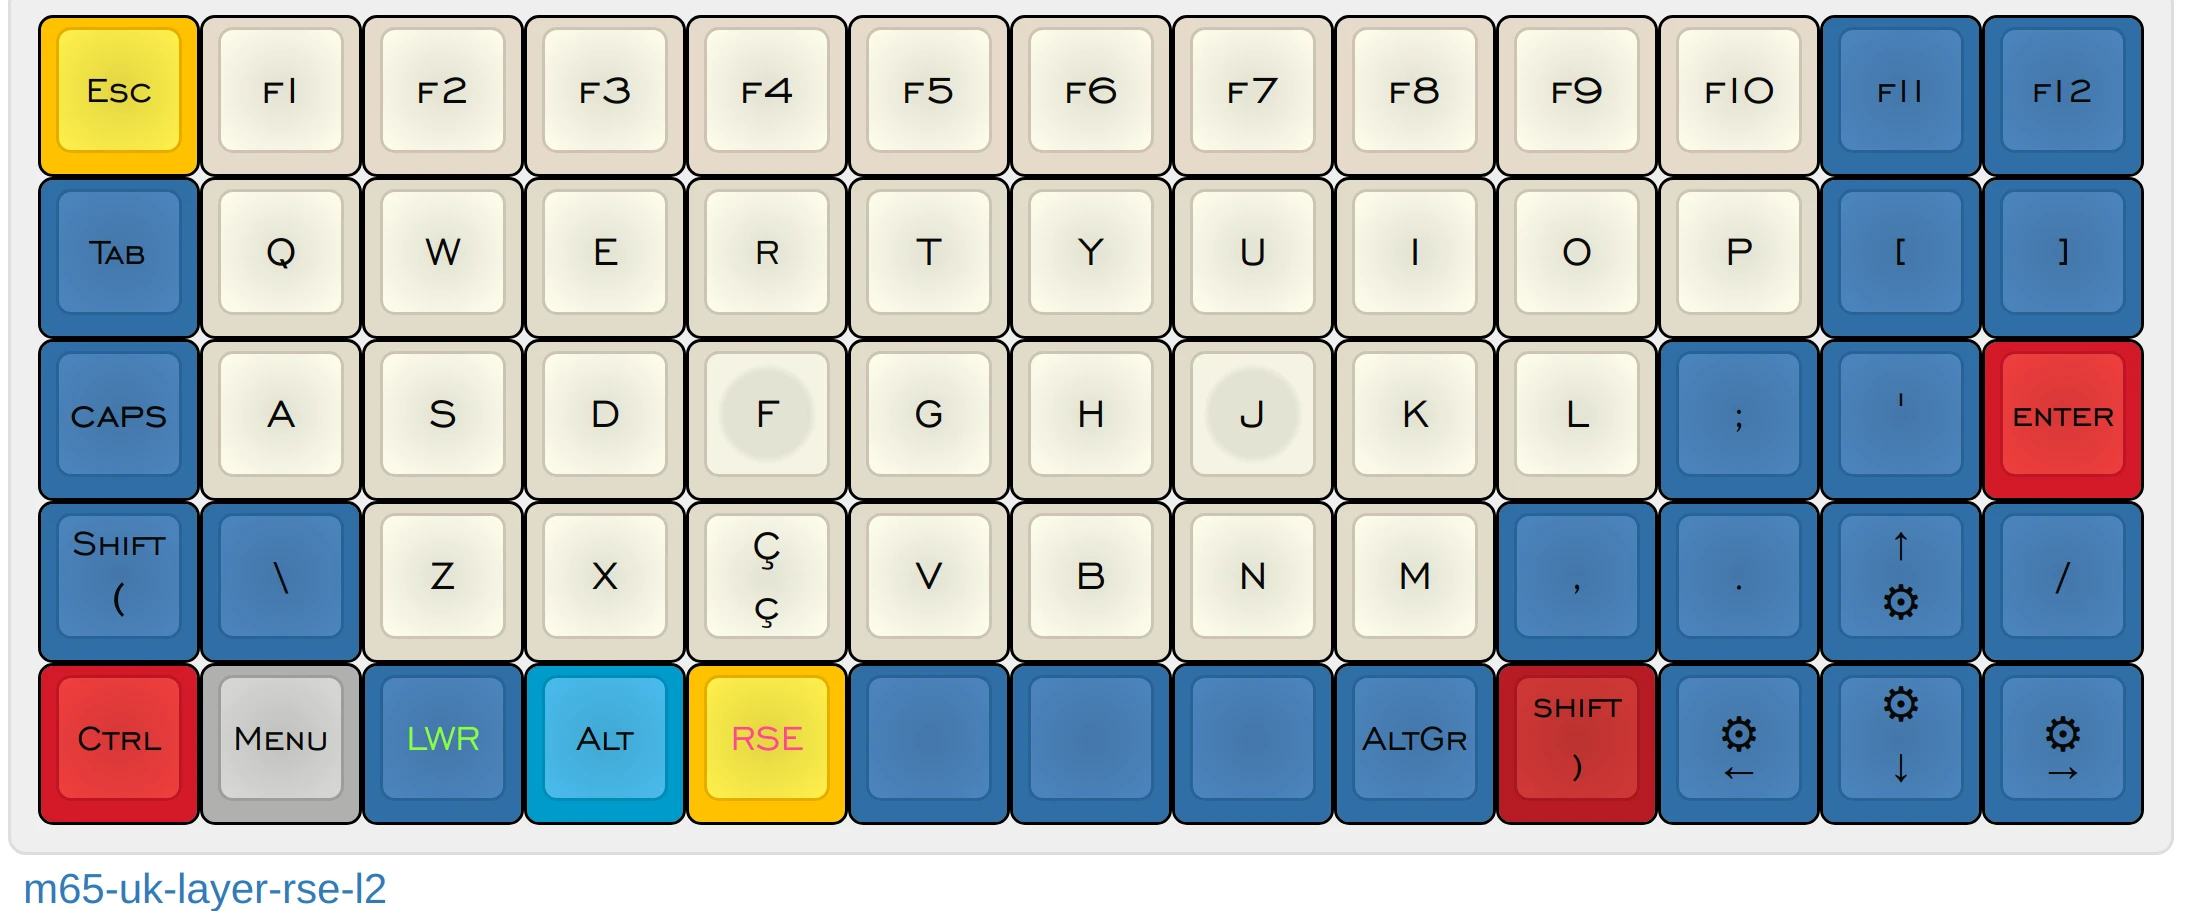 Esc F1 F2 F3 F4 F5 F6 F7 F8 F9 F10 F11 F12
Tab Q W E R T Y U I O P [ ]
CAPS A S D F G H J K L ; ' ENTER
Shift ( \ Z X Ç ç V B N M , . ↑ ⚙ /
Ctrl Menu LWR Alt RSE AltGr SHIFT ) ⚙ ← ⚙ ↓ ⚙ →
m65-uk-layer-rse-l2